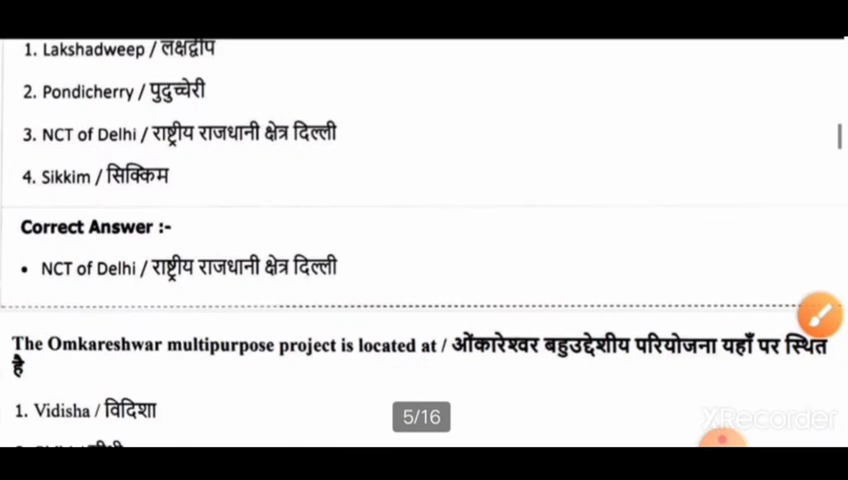 1. Lakshadweep / लक्षद्वीप
2. Pondicherry / पुदुच्चेरी
3. NCT of Delhi / राष्ट्रीय राजधानी क्षेत्र दिल्ली
4. Sikkim / सिक्किम
Correct Answer :-
• NCT of Delhi / राष्ट्रीय राजधानी क्षेत्र दिल्ली
The Omkareshwar multipurpose project is located at / ओंकारेश्वर बहुउद्देशीय परियोजना यहाँ पर स्थित
है
1. Vidisha / विदिशा
5/16
XRecorder